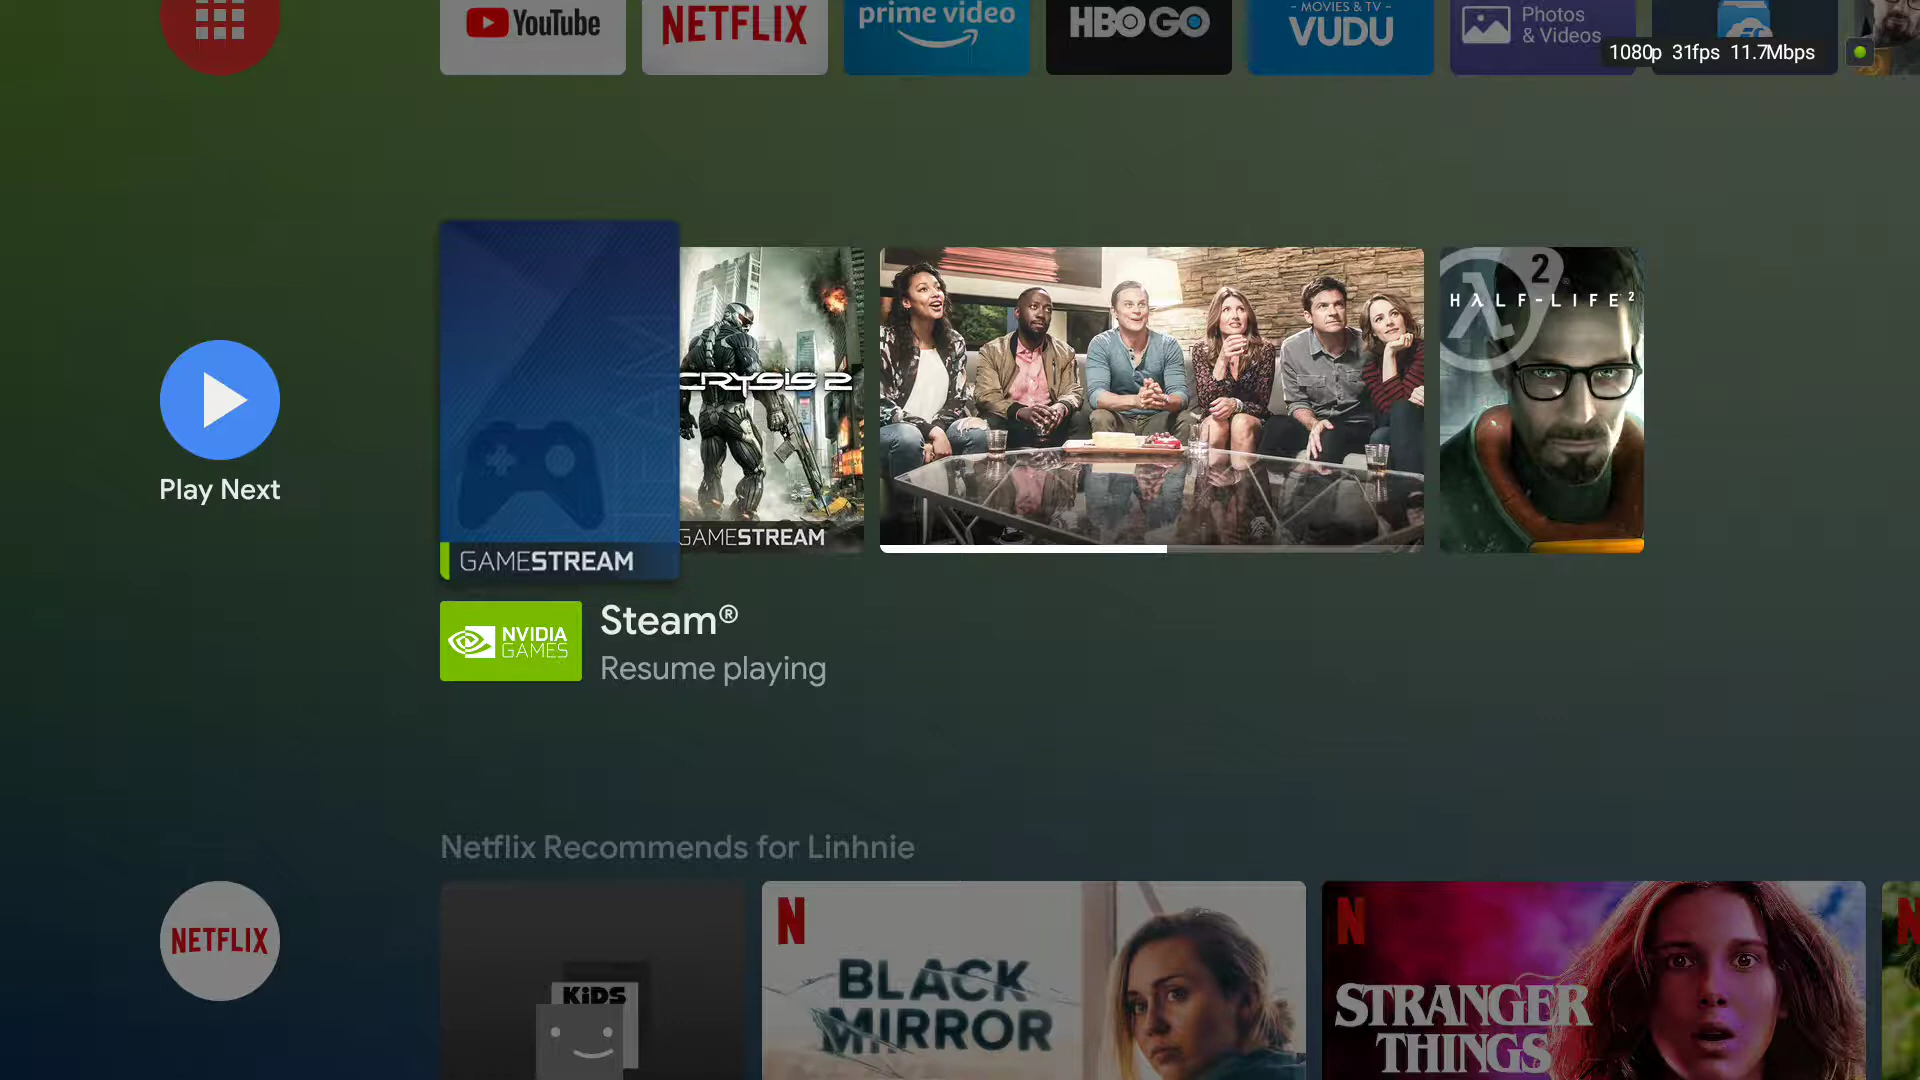 YouTube
NETFLIX
prime video
HBO GO
- MOVIES & TV -
VUDU
Photos
& Videos
1080p 31fps 11.7Mbps
2
HALF-LIFE²
CRYSIS 2
GAMESTREAM
GAMESTREAM
Play Next
NVIDIA
GAMES
Steam®
Resume playing
Netflix Recommends for Linhnie
NETFLIX
KiDS
N
BLACK
MIRROR
N
STRANGER
THINGS
N